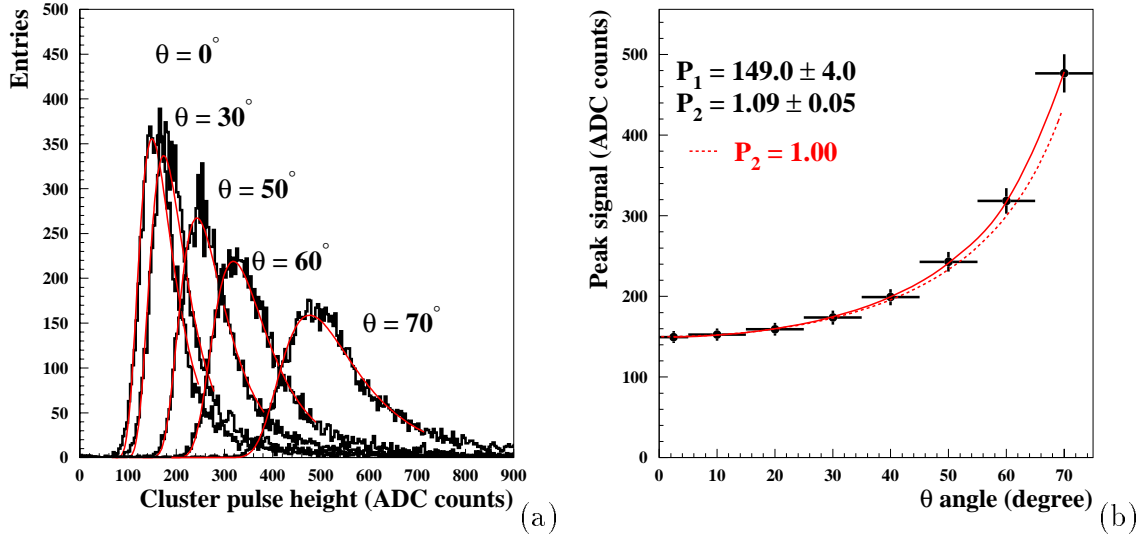 Entries
500
450
400
350
300
250
200
150
100
50
0
θ = 0°
θ = 30°
θ = 50°
θ = 60°
θ = 70°
0 100 200 300 400 500 600 700 800 900
Cluster pulse height (ADC counts)
(a)
Peak signal (ADC counts)
500
400
300
200
100
0
P1 = 149.0 ± 4.0
P2 = 1.09 ± 0.05
P2 = 1.00
0 10 20 30 40 50 60 70
θ angle (degree)
(b)